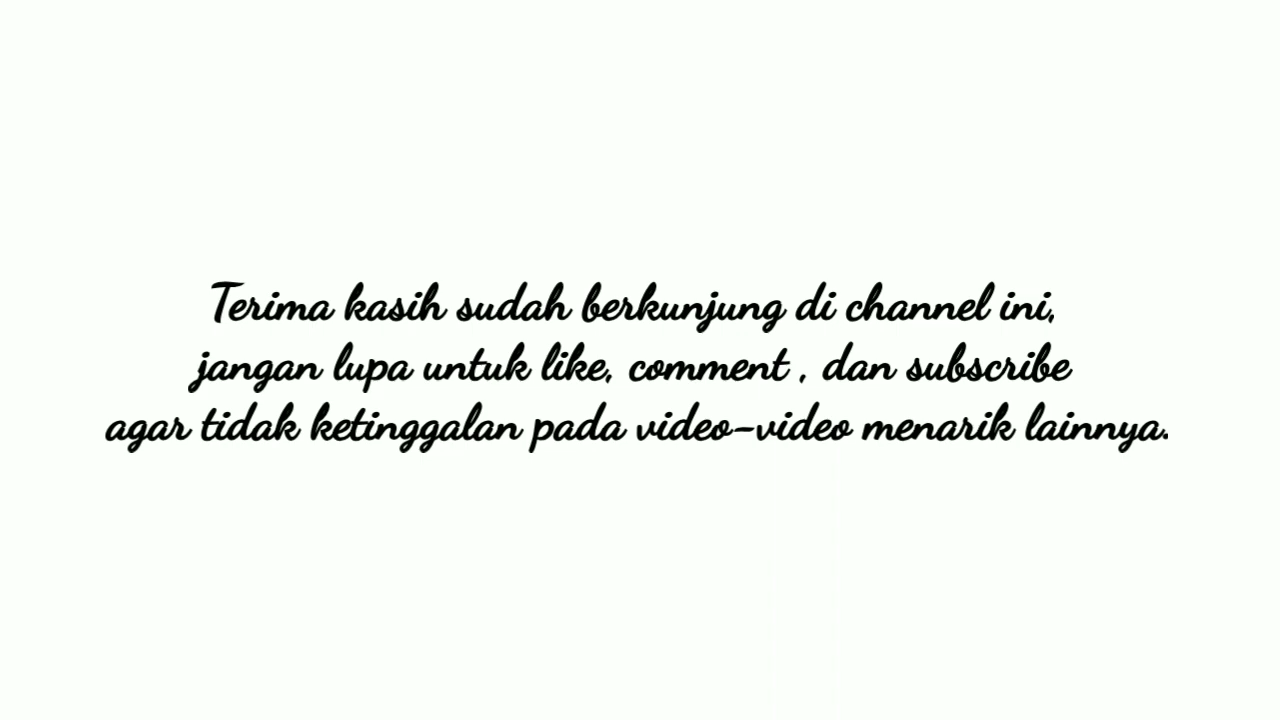 Terima kasih sudah berkunjung di channel ini,
jangan lupa untuk like, comment , dan subscribe
agar tidak ketinggalan pada video-video menarik lainnya.